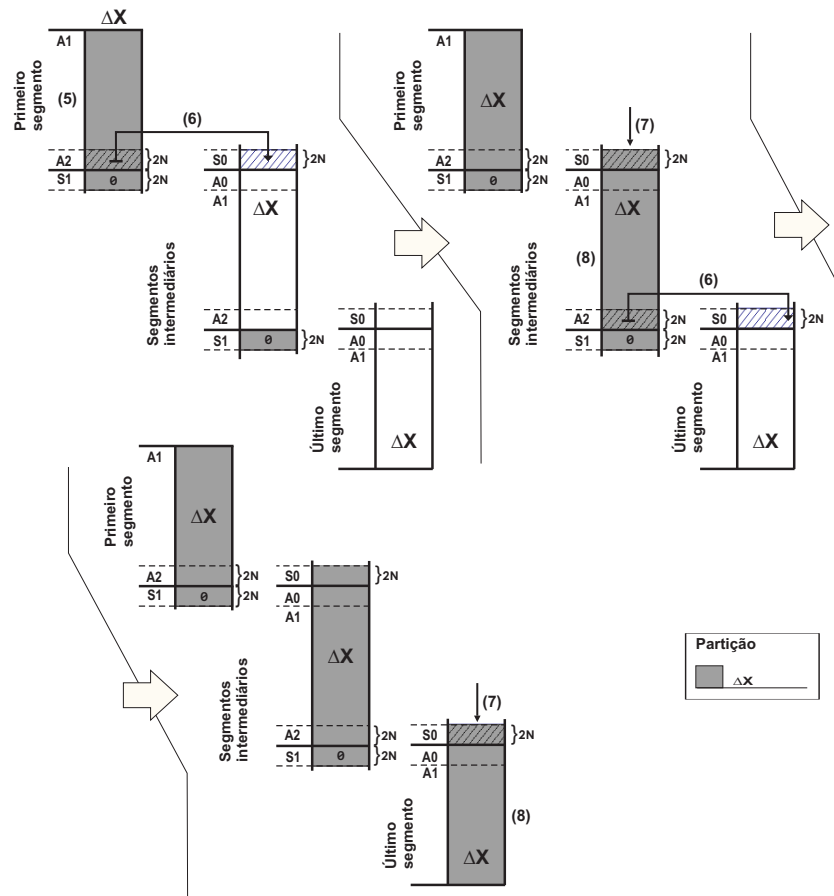 ΔX
A1
Primeiro segmento
(5)
(6)
A2
}2N
S1
0
}2N
S0
}2N
A0
A1
ΔX
Segmentos intermediários
A2
S1
0
}2N
S0
A0
A1
Último segmento
ΔX
A1
Primeiro segmento
ΔX
(7)
A2
}2N
S1
0
}2N
S0
}2N
A0
A1
ΔX
Segmentos intermediários
(8)
(6)
A2
}2N
S1
0
}2N
S0
}2N
A0
A1
Último segmento
ΔX
A1
Primeiro segmento
ΔX
A2
}2N
S1
0
}2N
S0
}2N
A0
A1
ΔX
Segmentos intermediários
A2
}2N
S1
0
}2N
(7)
S0
}2N
A0
A1
Último segmento
(8)
ΔX
Partição
ΔX